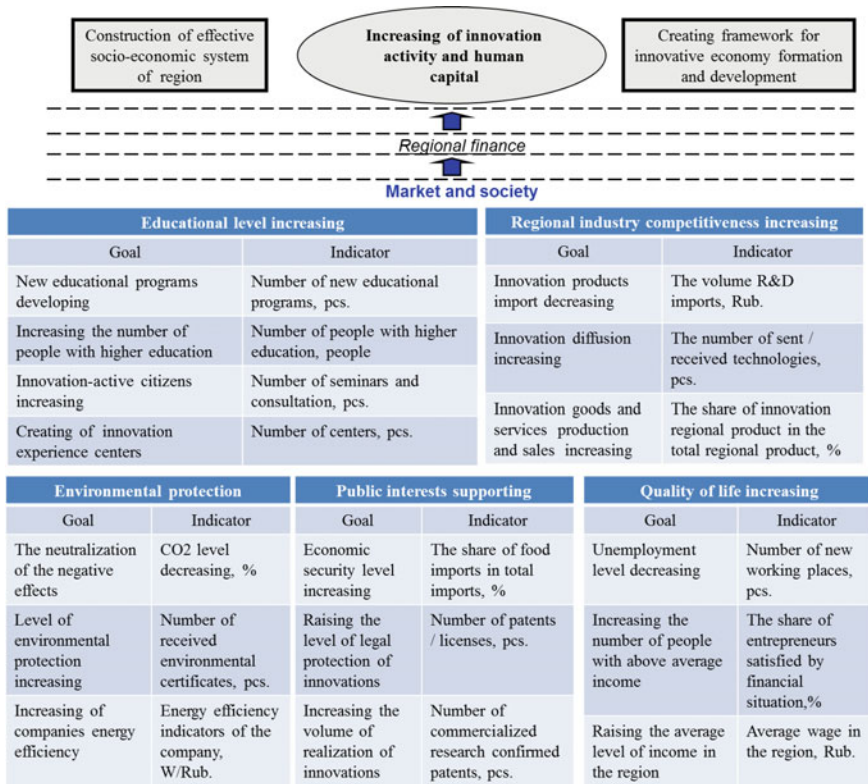 Construction of effective
socio-economic system
of region
Increasing of innovation
activity and human
capital
Creating framework for
innovative economy formation
and development
Regional finance
Market and society
Educational level increasing
Goal
Indicator
New educational programs
developing
Number of new educational
programs, pcs.
Increasing the number of
people with higher education
Number of people with higher
education, people
Innovation-active citizens
increasing
Number of seminars and
consultation, pcs.
Creating of innovation
experience centers
Number of centers, pcs.
Regional industry competitiveness increasing
Goal
Indicator
Innovation products
import decreasing
The volume R&D
imports, Rub.
Innovation diffusion
increasing
The number of sent /
received technologies,
pcs.
Innovation goods and
services production
and sales increasing
The share of innovation
regional product in the
total regional product, %
Environmental protection
Goal
Indicator
The neutralization
of the negative
effects
CO2 level
decreasing, %
Level of
environmental
protection
increasing
Number of
received
environmental
certificates, pcs.
Increasing of
companies energy
efficiency
Energy efficiency
indicators of the
company,
W/Rub.
Public interests supporting
Goal
Indicator
Economic
security level
increasing
The share of food
imports in total
imports, %
Raising the
level of legal
protection of
innovations
Number of patents
/ licenses, pcs.
Increasing the
volume of
realization of
innovations
Number of
commercialized
research confirmed
patents, pcs.
Quality of life increasing
Goal
Indicator
Unemployment
level decreasing
Number of new
working places,
pcs.
Increasing the
number of people
with above average
income
The share of
entrepreneurs
satisfied by
financial
situation,%
Raising the average
level of income in
the region
Average wage in
the region, Rub.